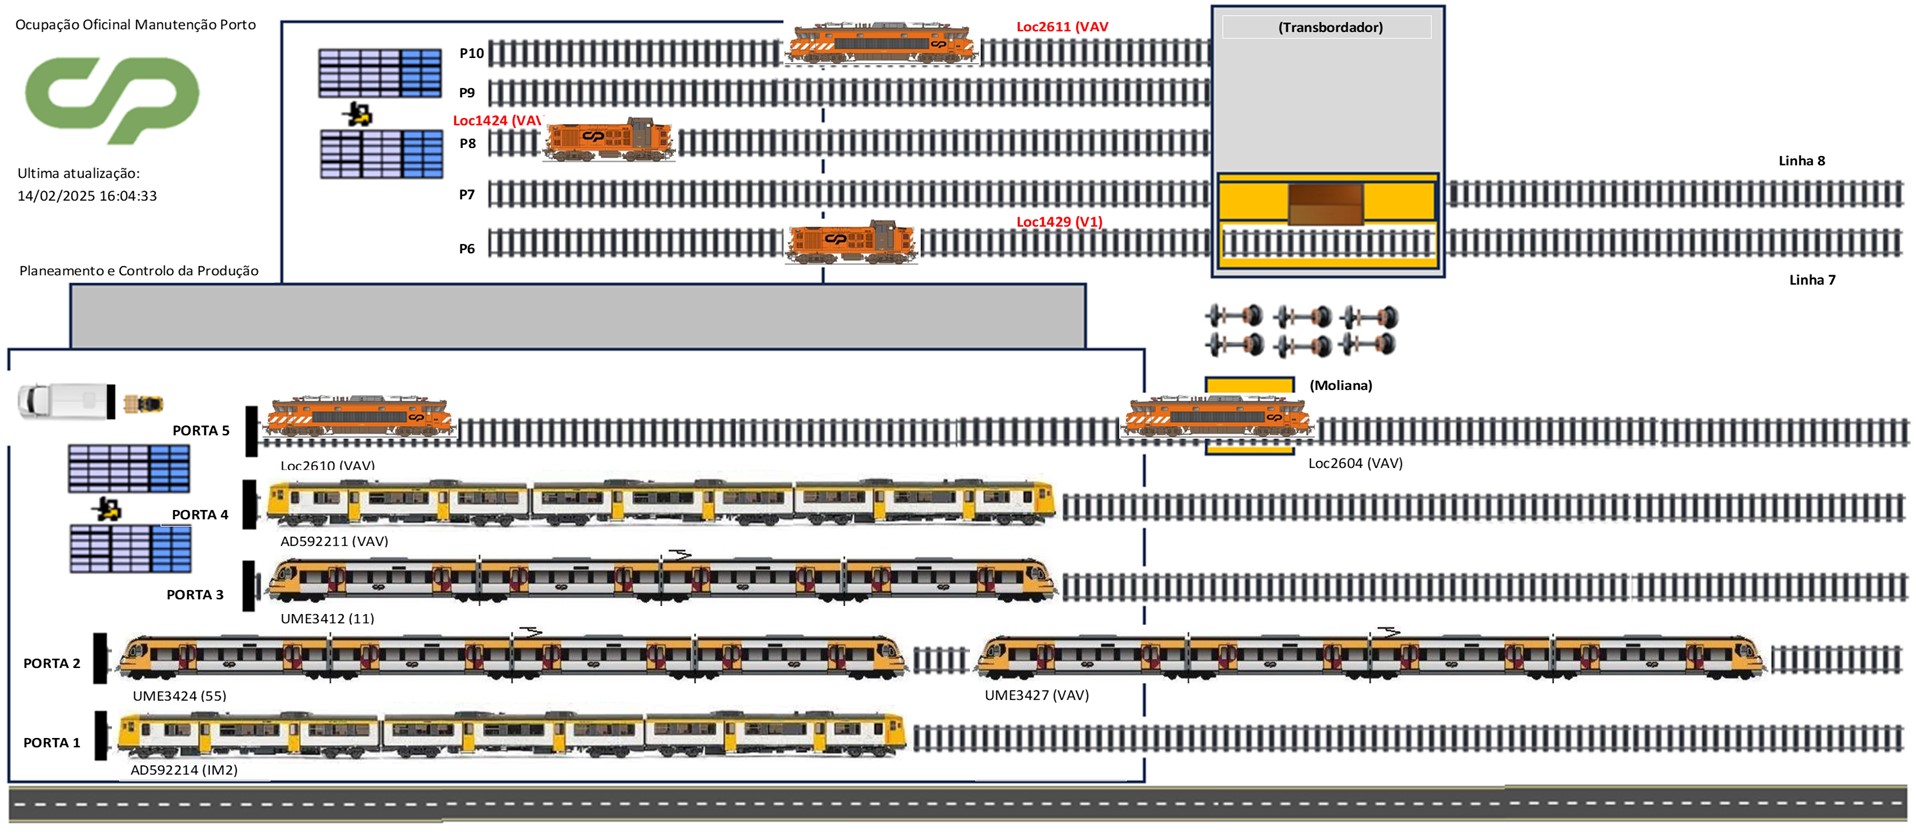 Ocupação Oficinal Manutenção Porto
Ultima atualização:
14/02/2025 16:04:33
Planeamento e Controlo da Produção
P10
Loc2611 (VAV
P9
Loc1424 (VAV
P8
P7
Loc1429 (V1)
P6
(Transbordador)
Linha 8
Linha 7
(Moliana)
PORTA 5
Loc2610 (VAV)
Loc2604 (VAV)
PORTA 4
AD592211 (VAV)
PORTA 3
UME3412 (11)
PORTA 2
UME3424 (55)
UME3427 (VAV)
PORTA 1
AD592214 (IM2)